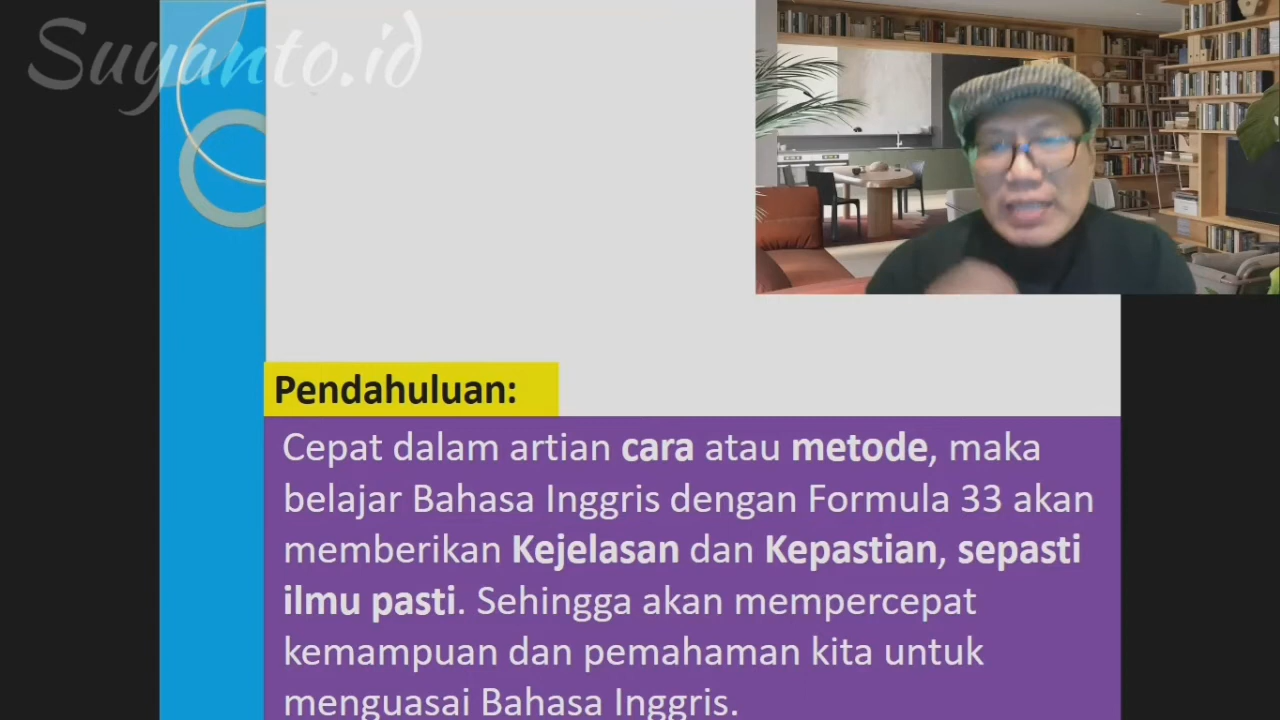 Suyanto.id
Pendahuluan:
Cepat dalam artian cara atau metode, maka
belajar Bahasa Inggris dengan Formula 33 akan
memberikan Kejelasan dan Kepastian, sepasti
ilmu pasti. Sehingga akan mempercepat
kemampuan dan pemahaman kita untuk
menguasai Bahasa Inggris.